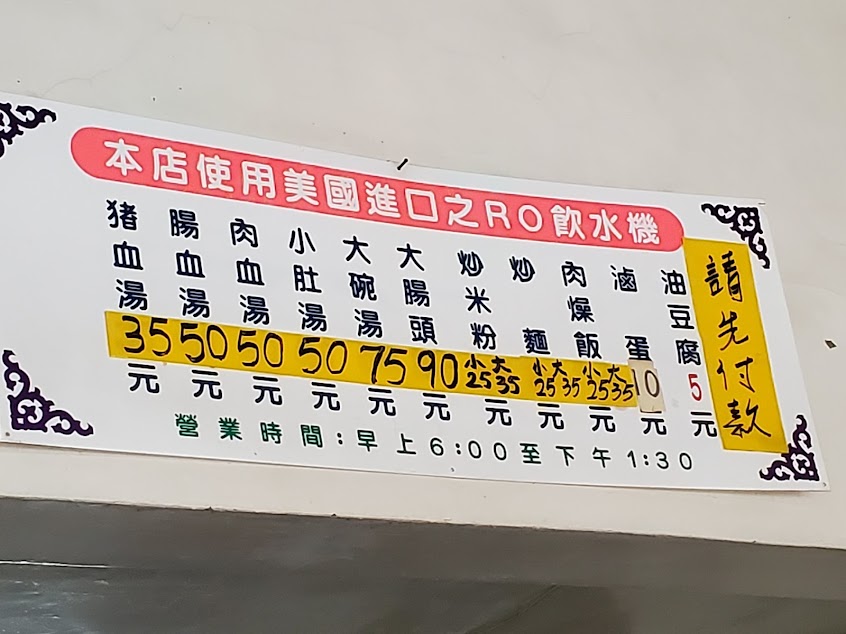 本店使用美國進口之RO飲水機
猪血湯 35元
腸血湯 50元
肉血湯 50元
小肚湯 50元
大碗湯 75元
大腸頭 90元
炒米粉 小25 大35元
炒麵 小25 大35元
肉燥飯 小25 大35元
滷蛋 10元
油豆腐 5元
請先付款
營業時間:早上6:00至下午1:30